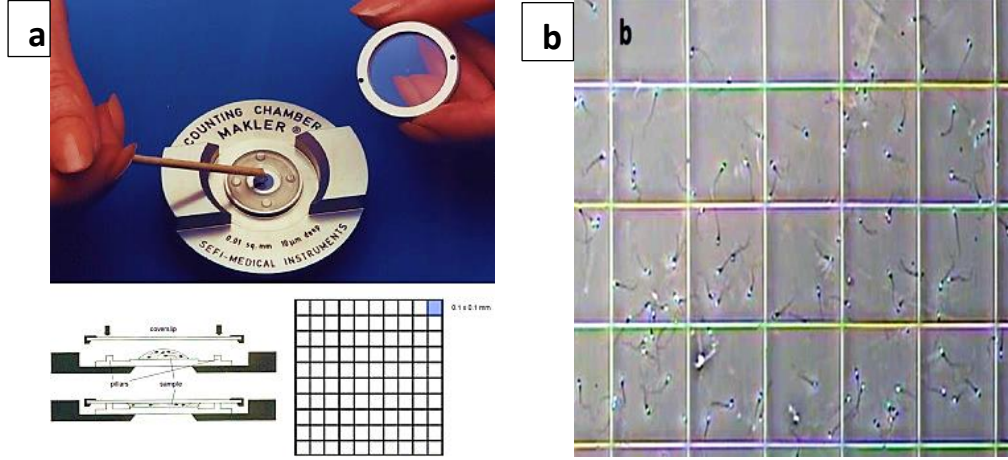 a
COUNTING CHAMBER
MAKLER ®
0.01 sq. mm 10 µm deep
SEFI-MEDICAL INSTRUMENTS
coverslip
pillars
sample
0.1 x 0.1 mm
b
b